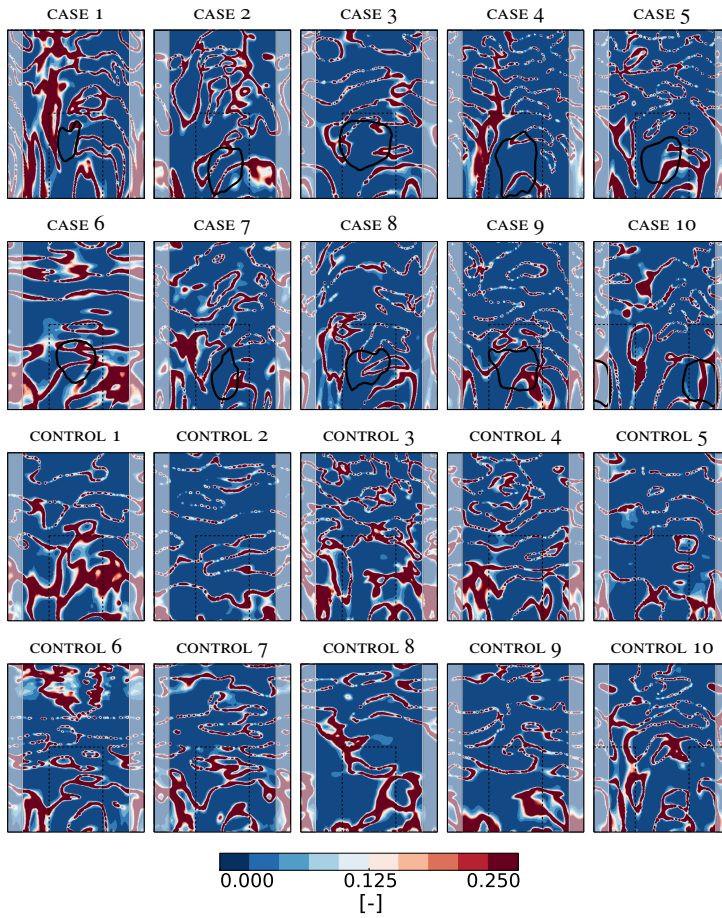 CASE 1 CASE 2 CASE 3 CASE 4 CASE 5
CASE 6 CASE 7 CASE 8 CASE 9 CASE 10
CONTROL 1 CONTROL 2 CONTROL 3 CONTROL 4 CONTROL 5
CONTROL 6 CONTROL 7 CONTROL 8 CONTROL 9 CONTROL 10
0.000 0.125 0.250
[-]